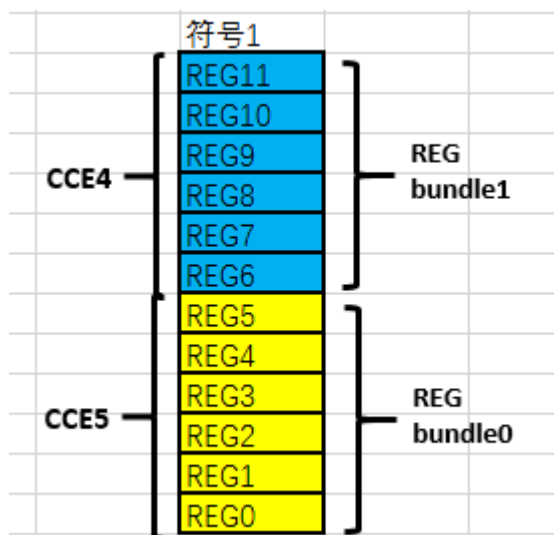 符号1
REG11
REG10
REG9
REG8
REG7
REG6
REG5
REG4
REG3
REG2
REG1
REG0
CCE4
CCE5
REG
bundle1
REG
bundle0